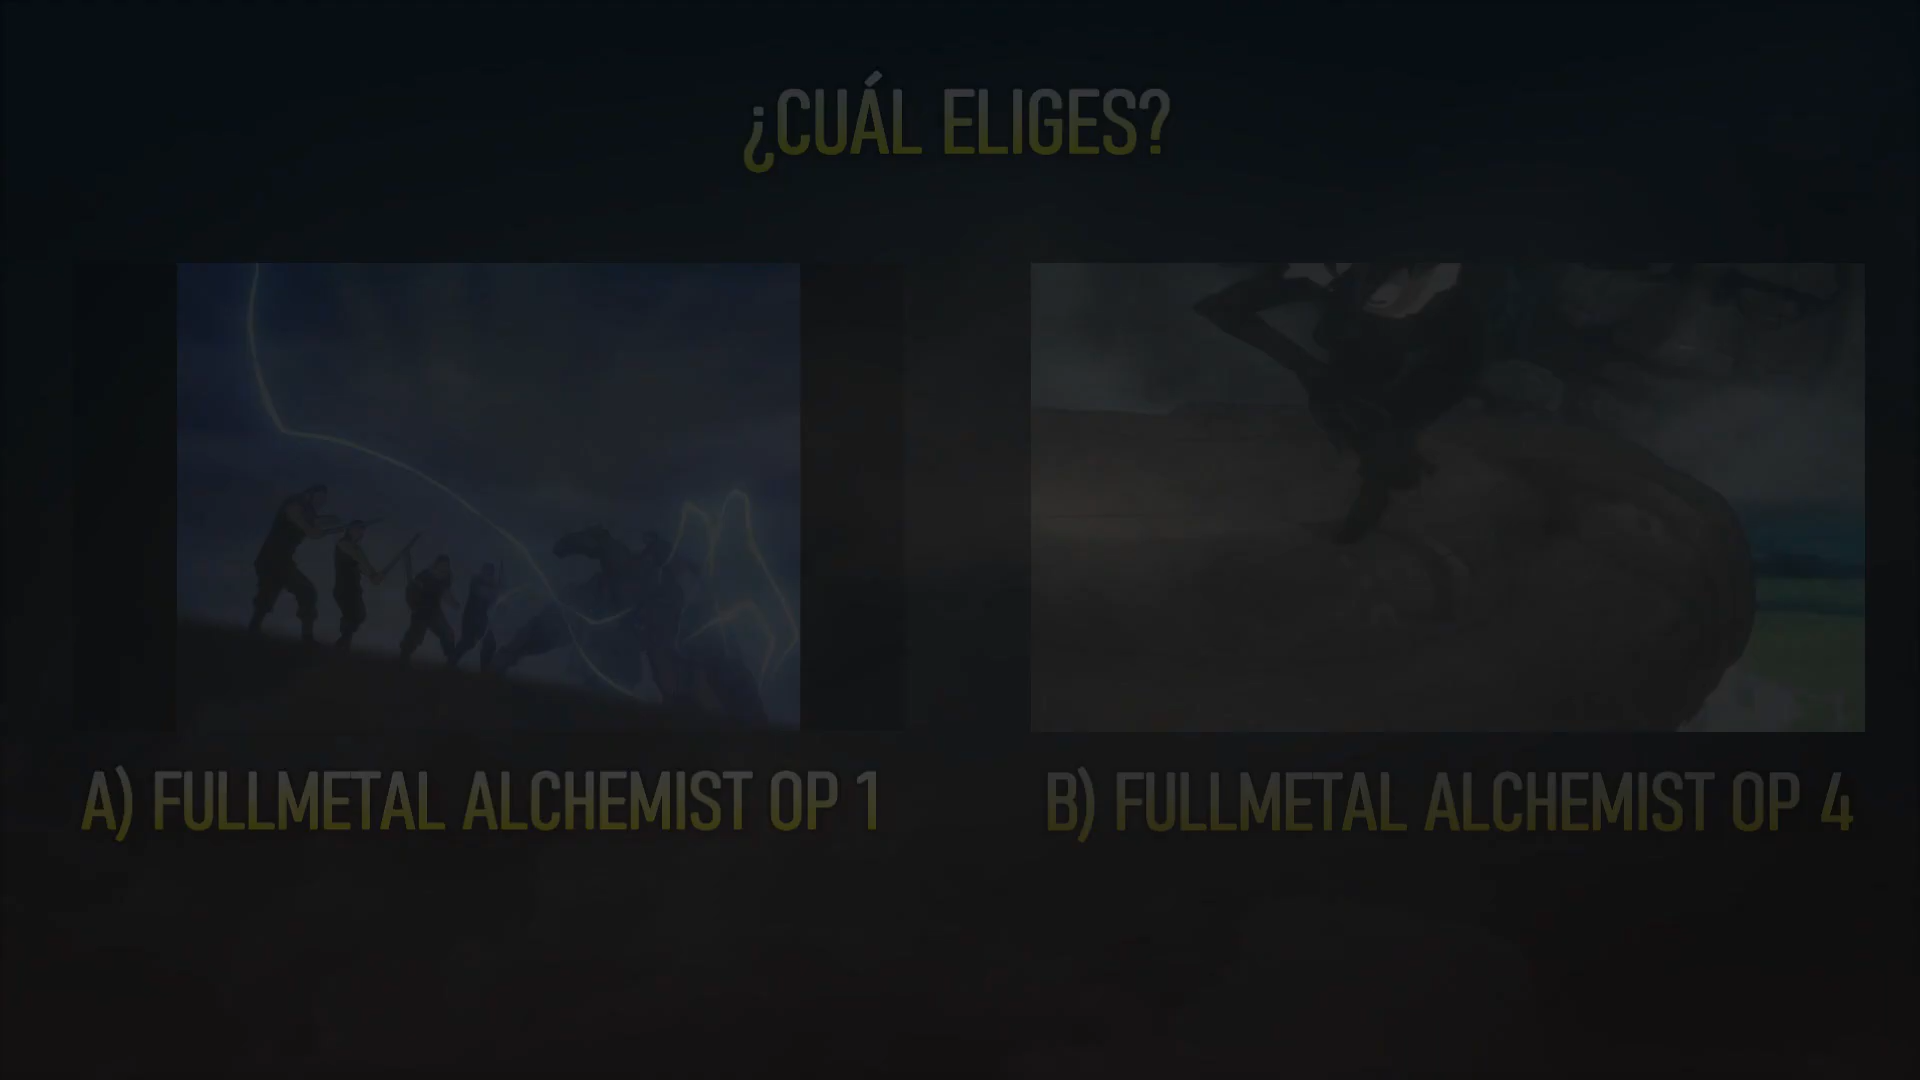 ¿CUÁL ELIGES?
A) FULLMETAL ALCHEMIST OP 1
B) FULLMETAL ALCHEMIST OP 4